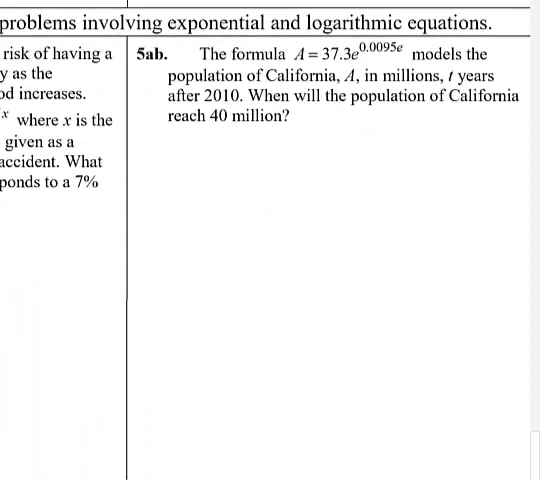 problems involving exponential and logarithmic equations.
risk of having a
y as the
od increases.
x where x is the
given as a
accident. What
ponds to a 7%
5ab. The formula A = 37.3e^0.0095e models the
population of California, A, in millions, t years
after 2010. When will the population of California
reach 40 million?